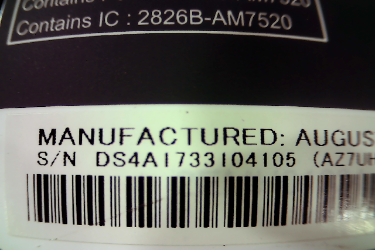 Contains IC : 2826B-AM7520
MANUFACTURED: AUGUS
S/N DS4A1733104105 (AZ7UH